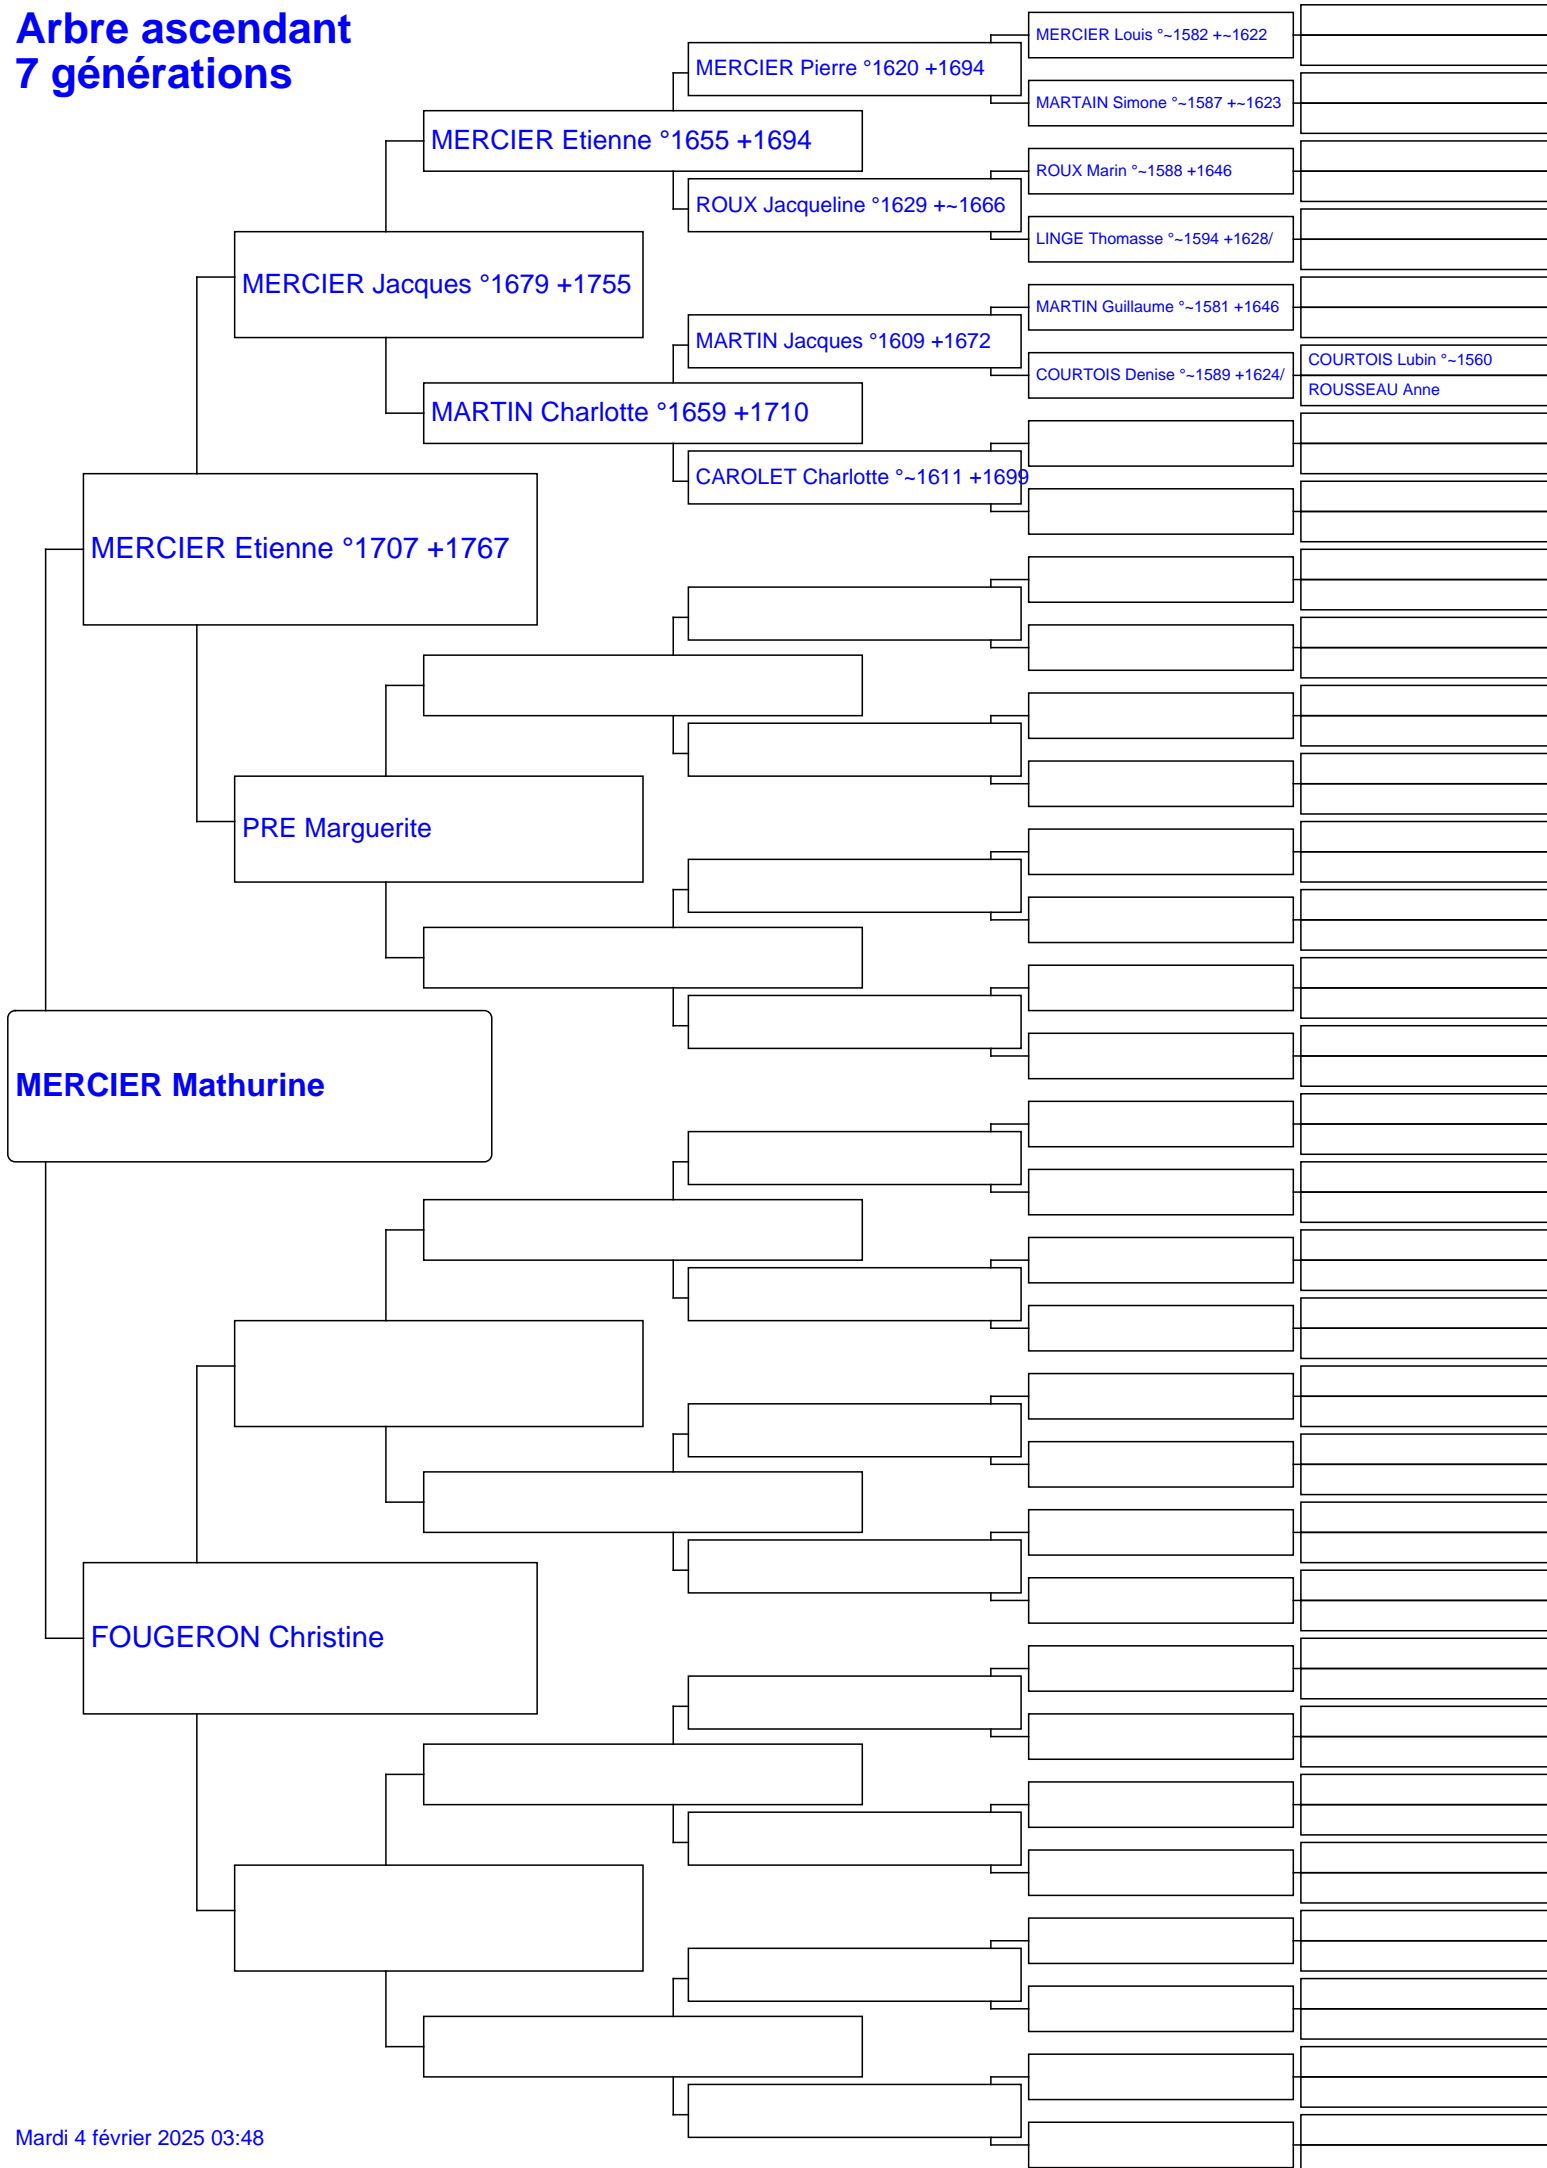 Arbre ascendant
7 générations
MERCIER Louis °~1582 +~1622
MERCIER Pierre °1620 +1694
MARTAIN Simone °~1587 +~1623
MERCIER Etienne °1655 +1694
ROUX Marin °~1588 +1646
ROUX Jacqueline °1629 +~1666
LINGE Thomasse °~1594 +1628/
MERCIER Jacques °1679 +1755
MARTIN Guillaume °~1581 +1646
MARTIN Jacques °1609 +1672
COURTOIS Lubin °~1560
COURTOIS Denise °~1589 +1624/
ROUSSEAU Anne
MARTIN Charlotte °1659 +1710
CAROLET Charlotte °~1611 +1699
MERCIER Etienne °1707 +1767
PRE Marguerite
MERCIER Mathurine
FOUGERON Christine
Mardi 4 février 2025 03:48